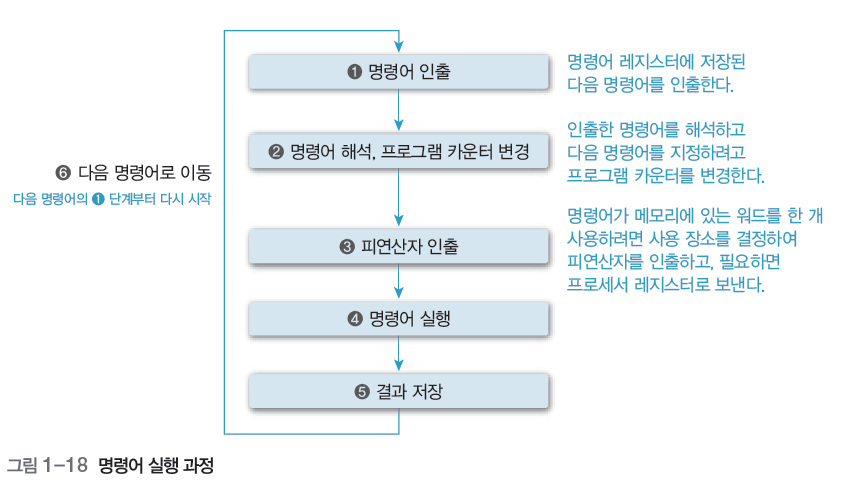 ❶ 명령어 인출
명령어 레지스터에 저장된
다음 명령어를 인출한다.
❷ 명령어 해석, 프로그램 카운터 변경
인출한 명령어를 해석하고
다음 명령어를 지정하려고
프로그램 카운터를 변경한다.
❻ 다음 명령어로 이동
다음 명령어의 ❶ 단계부터 다시 시작
❸ 피연산자 인출
명령어가 메모리에 있는 워드를 한 개
사용하려면 사용 장소를 결정하여
피연산자를 인출하고, 필요하면
프로세서 레지스터로 보낸다.
❹ 명령어 실행
❺ 결과 저장
그림 1-18 명령어 실행 과정